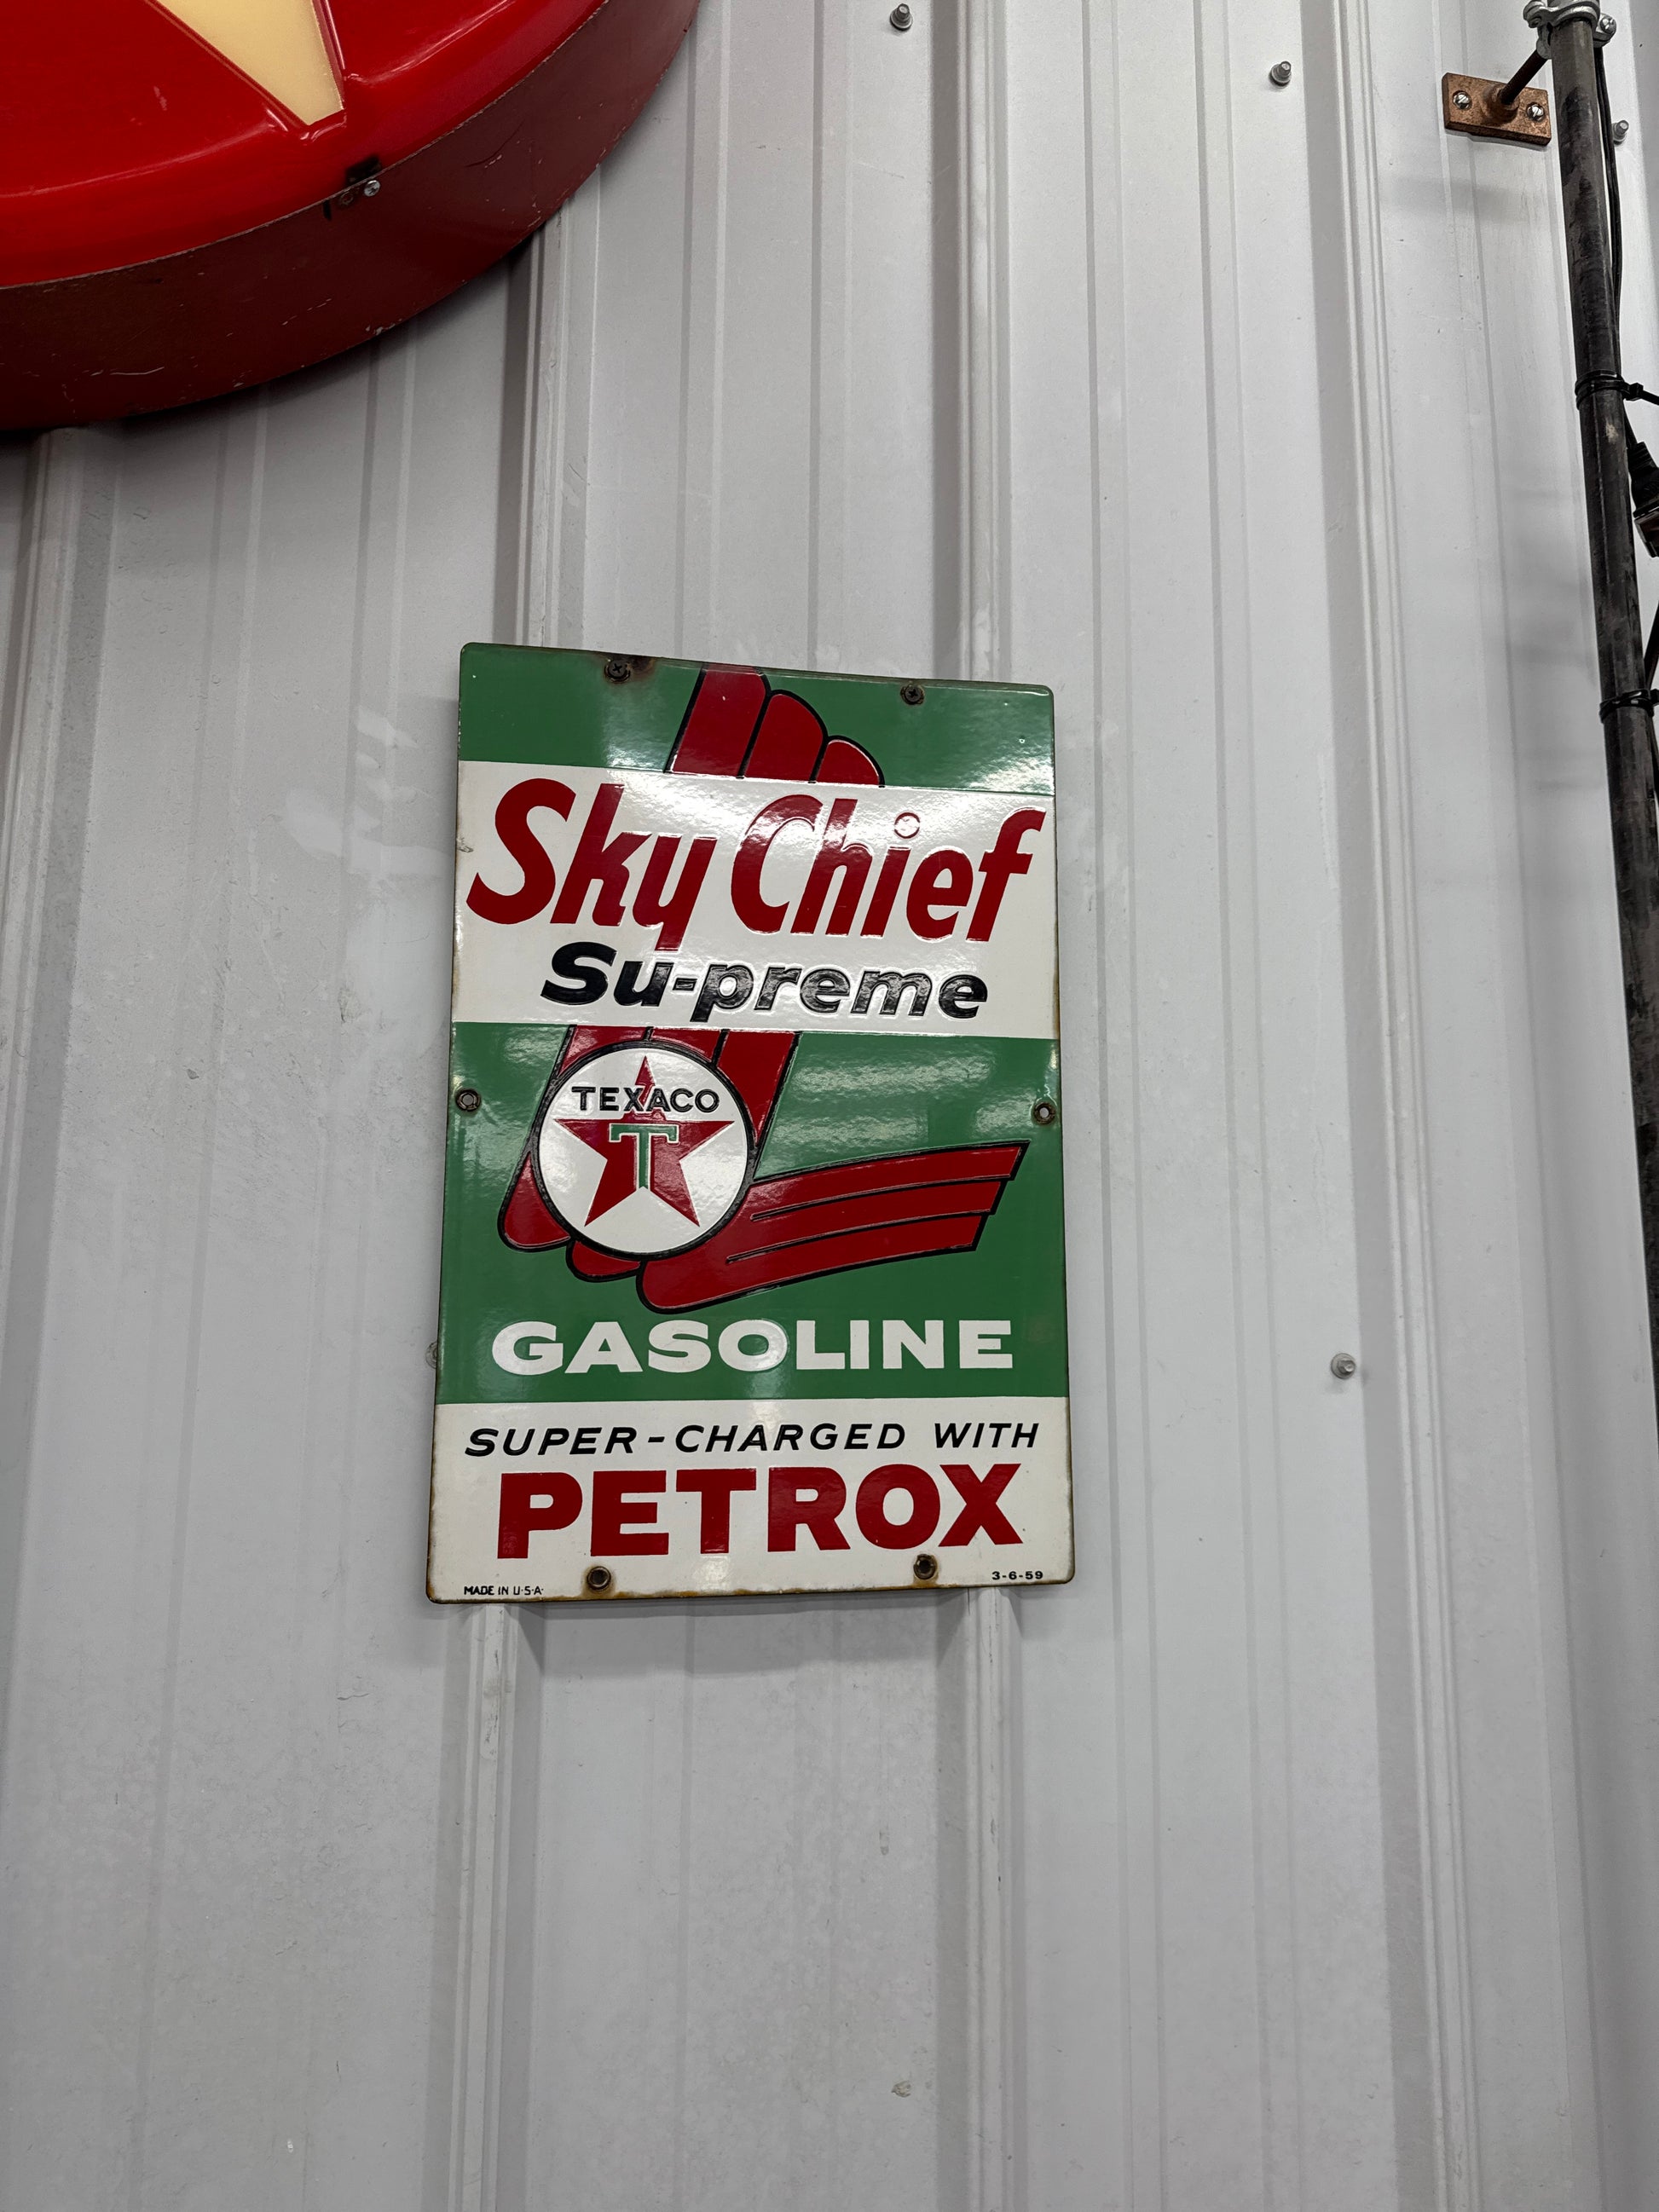 Sky Chief
Su-preme
TEXACO
T
GASOLINE
SUPER-CHARGED WITH
PETROX
MADE IN U·S·A·
3-6-59